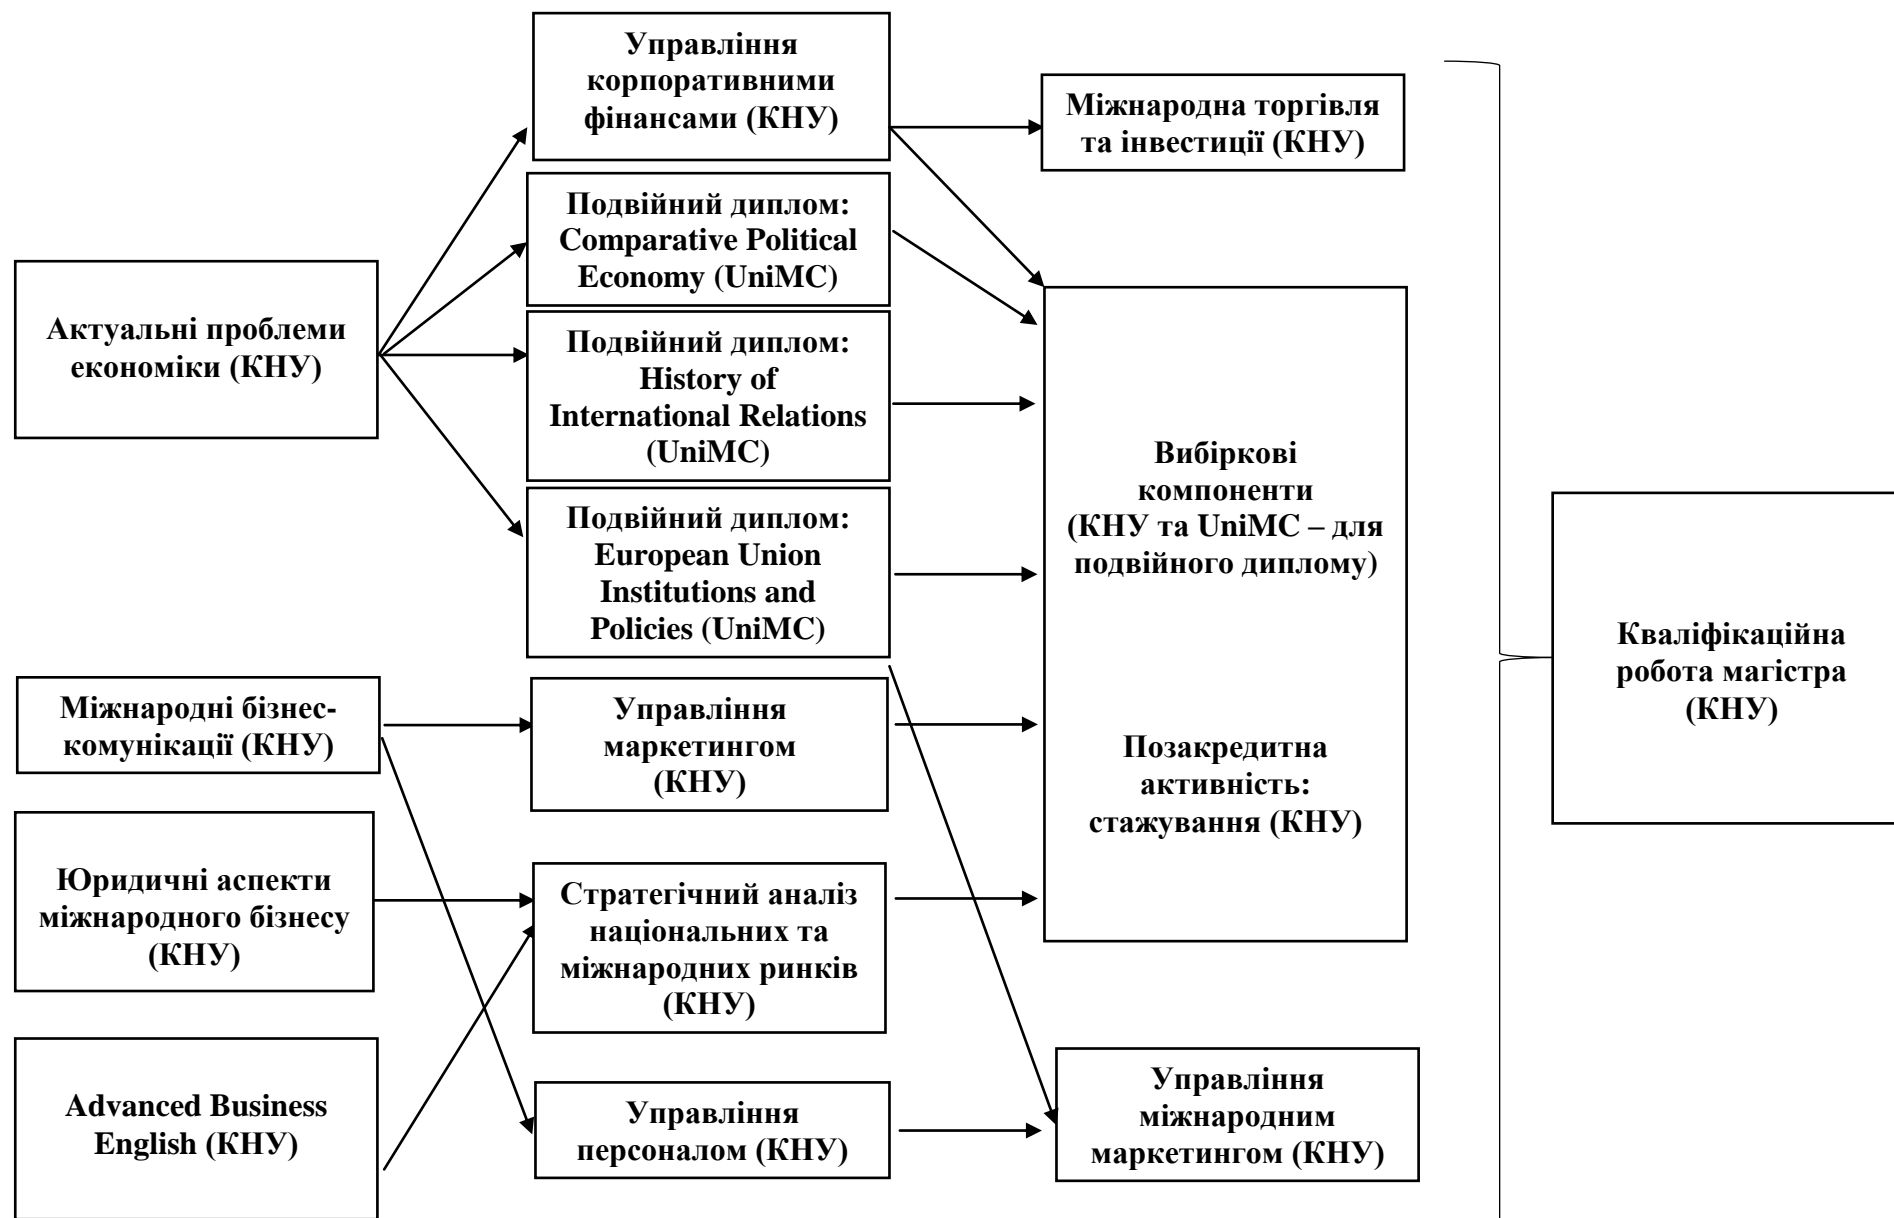 Управління
корпоративними
фінансами (КНУ)
Міжнародна торгівля
та інвестиції (КНУ)
Подвійний диплом:
Comparative Political
Economy (UniMC)
Актуальні проблеми
економіки (КНУ)
Подвійний диплом:
History of
International Relations
(UniMC)
Подвійний диплом:
European Union
Institutions and
Policies (UniMC)
Вибіркові
компоненти
(КНУ та UniMC – для
подвійного диплому)
Позакредитна
активність:
стажування (КНУ)
Кваліфікаційна
робота магістра
(КНУ)
Міжнародні бізнес-
комунікації (КНУ)
Управління
маркетингом
(КНУ)
Юридичні аспекти
міжнародного бізнесу
(КНУ)
Стратегічний аналіз
національних та
міжнародних ринків
(КНУ)
Advanced Business
English (КНУ)
Управління
персоналом (КНУ)
Управління
міжнародним
маркетингом (КНУ)